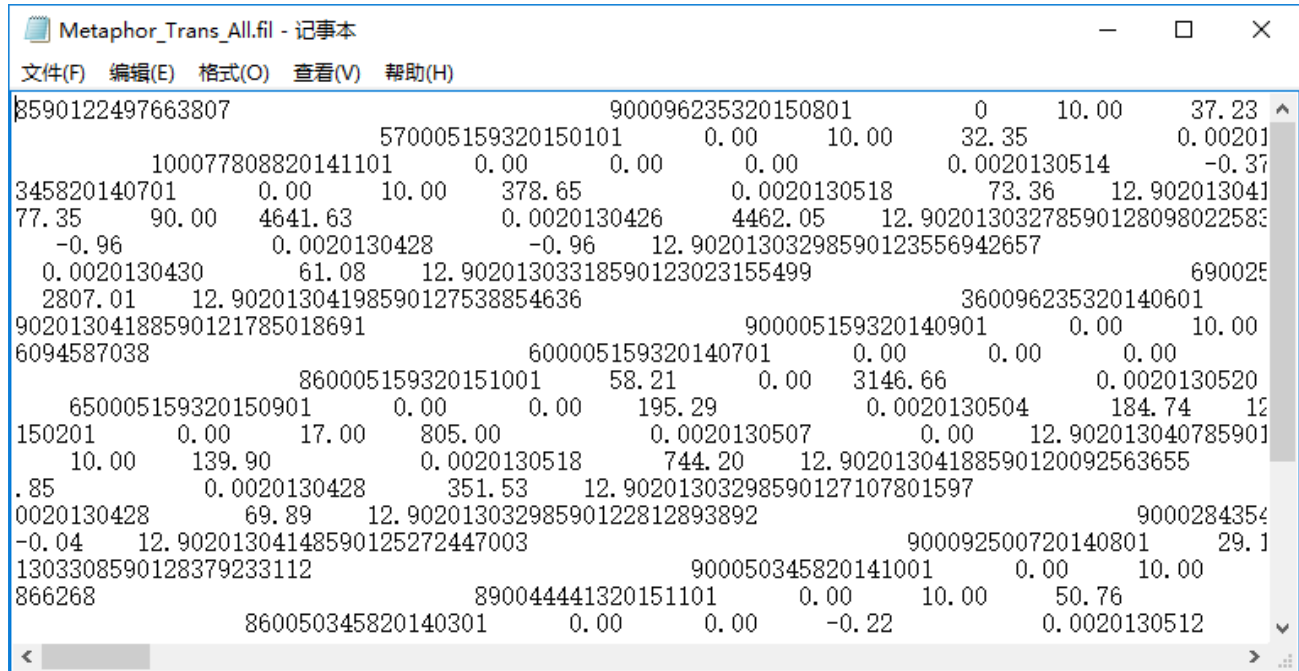 Metaphor_Trans_All.fil - 记事本
文件(F) 编辑(E) 格式(O) 查看(V) 帮助(H)
8590122497663807 900096235320150801 0 10.00 37.23
570005159320150101 0.00 10.00 32.35 0.00201
100077808820141101 0.00 0.00 0.00 0.0020130514 -0.37
345820140701 0.00 10.00 378.65 0.0020130518 73.36 12.902013041
77.35 90.00 4641.63 0.0020130426 4462.05 12.90201303278590128098022583
-0.96 0.0020130428 -0.96 12.902013032985901235569426​57
0.0020130430 61.08 12.90201303318590123023155499 690025
2807.01 12.90201304198590127538854636 360096235320140601
90201304188590121785018691 900005159320140901 0.00 10.00
6094587038 600005159320140701 0.00 0.00 0.00
860005159320151001 58.21 0.00 3146.66 0.0020130520
650005159320150901 0.00 0.00 195.29 0.0020130504 184.74 12
150201 0.00 17.00 805.00 0.0020130507 0.00 12.902013040785901
10.00 139.90 0.0020130518 744.20 12.90201304188590120092563655
.85 0.0020130428 351.53 12.90201303298590127107801597
0020130428 69.89 12.90201303298590122812893892 9000284354
-0.04 12.90201304148590125272447003 900092500720140801 29.1
1303308590128379233112 900050345820141001 0.00 10.00
866268 890044441320151101 0.00 10.00 50.76
860050345820140301 0.00 0.00 -0.22 0.0020130512